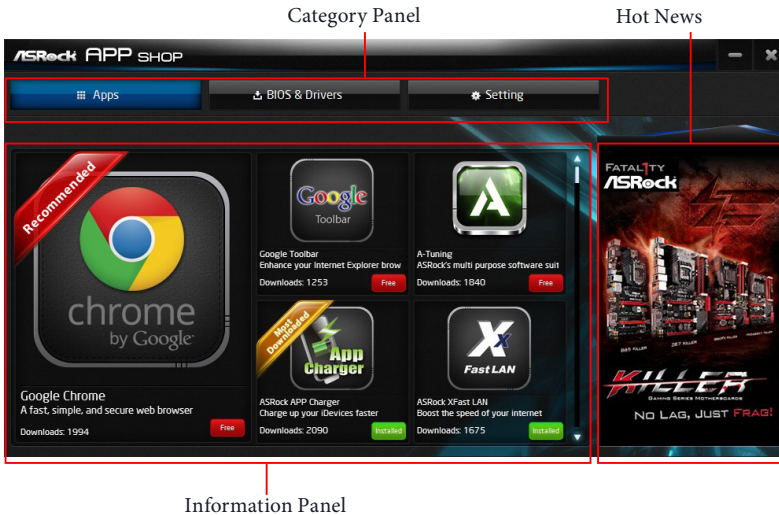 Category Panel
Hot News
ASRock APP SHOP
Apps
BIOS & Drivers
Setting
Recommended
chrome
by Google
Google Chrome
A fast, simple, and secure web browser
Downloads: 1994
Free
Google
Toolbar
Google Toolbar
Enhance your Internet Explorer brow
Downloads: 1253
Free
A-Tuning
ASRock's multi purpose software suit
Downloads: 1840
Free
Most
Downloaded
App
Charger
ASRock APP Charger
Charge up your iDevices faster
Downloads: 2090
Installed
X
Fast LAN
ASRock XFast LAN
Boost the speed of your internet
Downloads: 1675
Installed
FATAL1TY
ASRock
KILLER
GAMING SERIES MOTHERBOARDS
NO LAG, JUST FRAG!
Information Panel